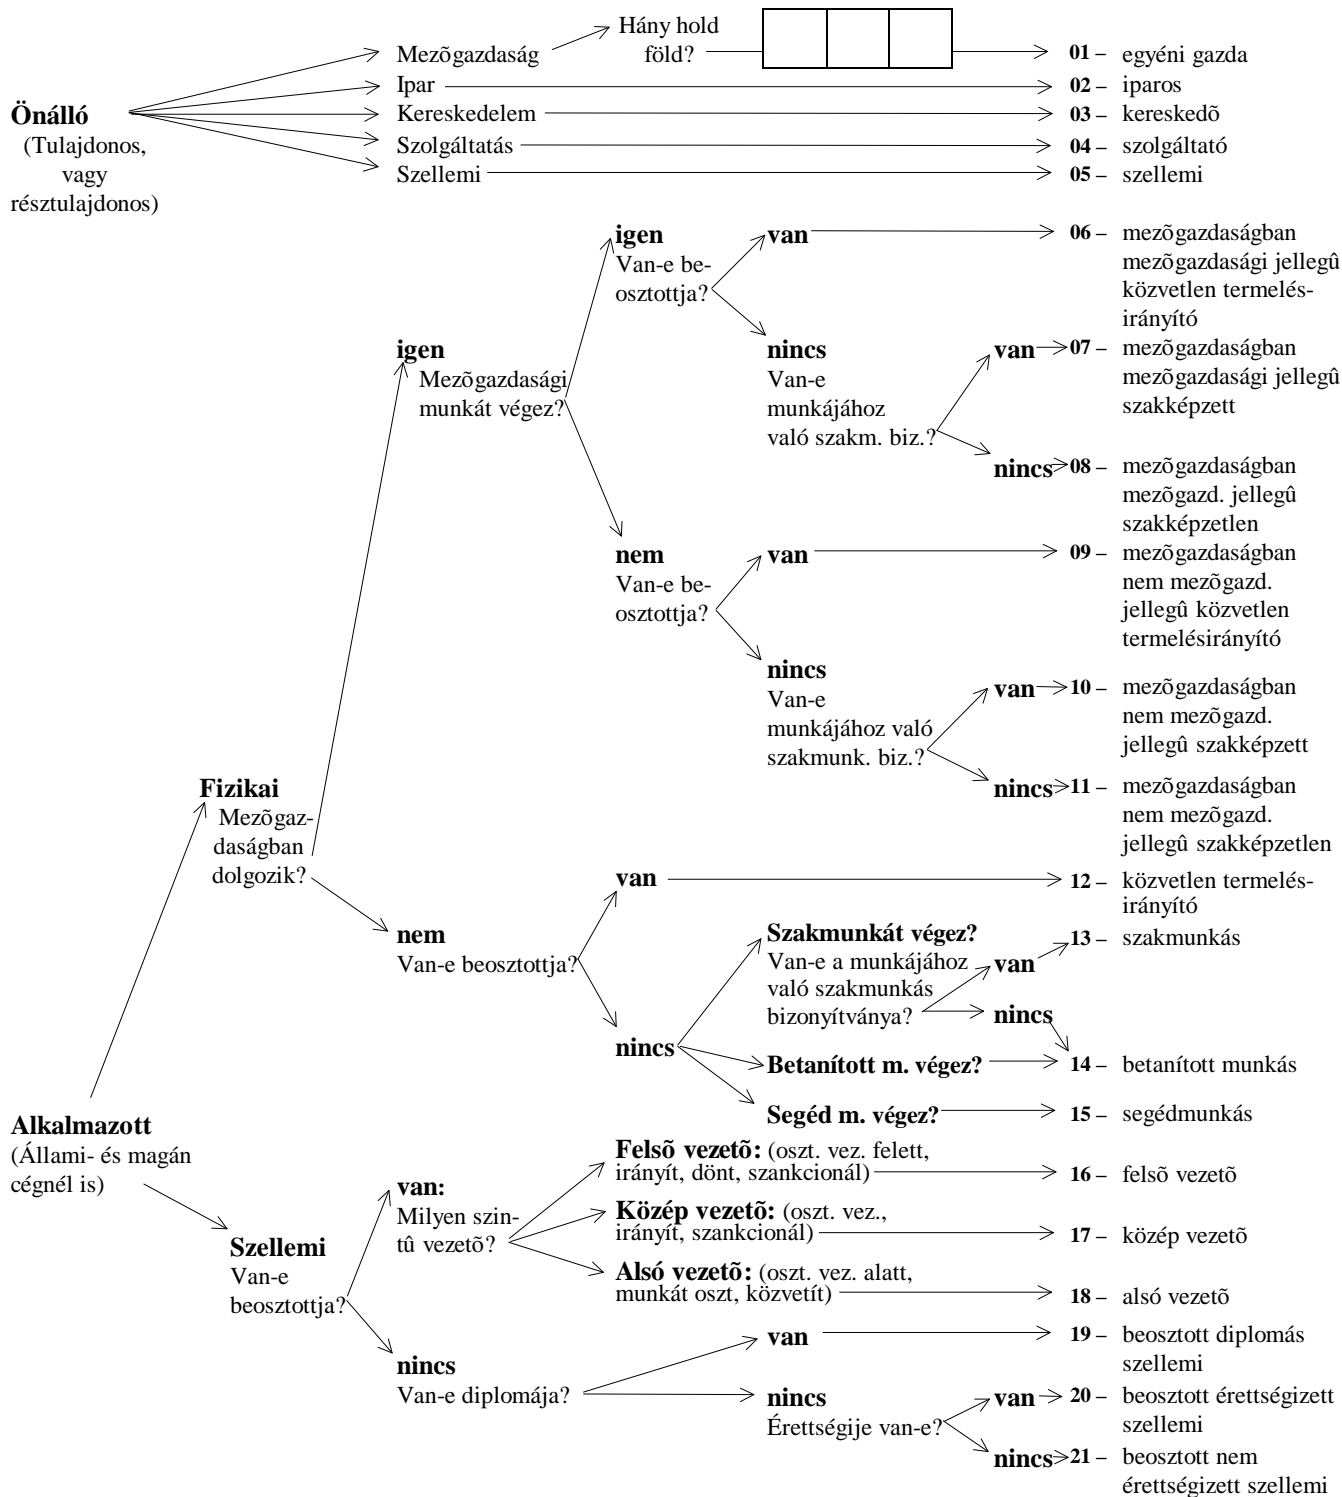 Mezõgazdaság
Hány hold
föld?
01 – egyéni gazda
Ipar
02 – iparos
Önálló
(Tulajdonos,
vagy
résztulajdonos)
Kereskedelem
03 – kereskedõ
Szolgáltatás
04 – szolgáltató
Szellemi
05 – szellemi
igen
Van-e be-
osztottja?
van
06 – mezõgazdaságban
mezõgazdasági jellegû
közvetlen termelés-
irányító
igen
Mezõgazdasági
munkát végez?
nincs
Van-e
munkájához
való szakm. biz.?
van
07 – mezõgazdaságban
mezõgazdasági jellegû
szakképzett
nincs
08 – mezõgazdaságban
mezõgazd. jellegû
szakképzetlen
nem
Van-e be-
osztottja?
van
09 – mezõgazdaságban
nem mezõgazd.
jellegû közvetlen
termelésirányító
nincs
Van-e
munkájához való
szakmunk. biz.?
van
10 – mezõgazdaságban
nem mezõgazd.
jellegû szakképzett
nincs
11 – mezõgazdaságban
nem mezõgazd.
jellegû szakképzetlen
Fizikai
Mezõgaz-
daságban
dolgozik?
van
12 – közvetlen termelés-
irányító
nem
Van-e beosztottja?
Szakmunkát végez?
Van-e a munkájához
való szakmunkás
bizonyítványa?
van
13 – szakmunkás
nincs
nincs
Betanított m. végez?
14 – betanított munkás
Segéd m. végez?
15 – segédmunkás
Alkalmazott
(Állami- és magán
cégnél is)
Felsõ vezetõ: (oszt. vez. felett,
irányít, dönt, szankcionál)
16 – felsõ vezetõ
van:
Milyen szin-
tû vezetõ?
Közép vezetõ: (oszt. vez.,
irányít, szankcionál)
17 – közép vezetõ
Szellemi
Van-e
beosztottja?
Alsó vezetõ: (oszt. vez. alatt,
munkát oszt, közvetít)
18 – alsó vezetõ
van
19 – beosztott diplomás
szellemi
nincs
Van-e diplomája?
nincs
Érettségije van-e?
van
20 – beosztott érettségizett
szellemi
nincs
21 – beosztott nem
érettségizett szellemi